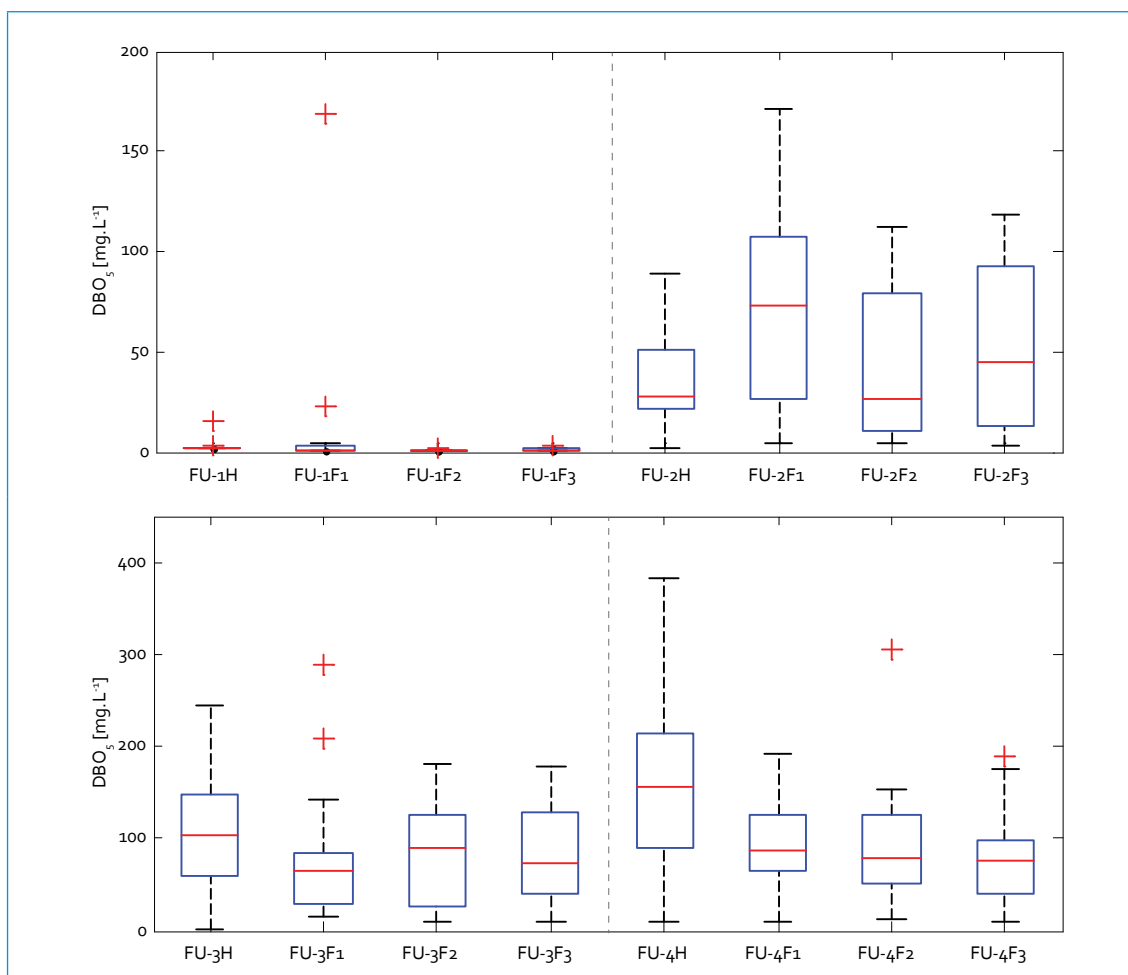 200
150
100
50
0
DBO₅ [mg.L⁻¹]
FU-1H FU-1F1 FU-1F2 FU-1F3 FU-2H FU-2F1 FU-2F2 FU-2F3
400
300
200
100
0
DBO₅ [mg.L⁻¹]
FU-3H FU-3F1 FU-3F2 FU-3F3 FU-4H FU-4F1 FU-4F2 FU-4F3